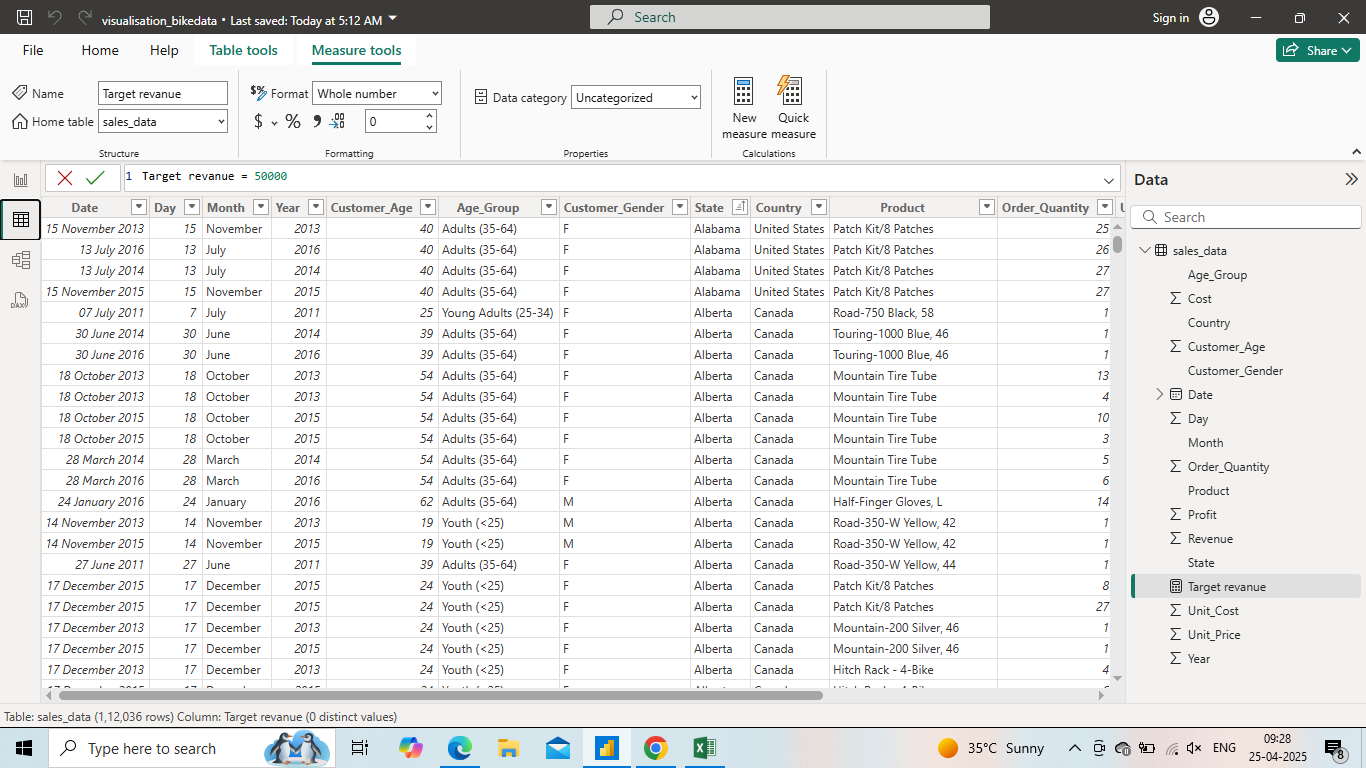 visualisation_bikedata • Last saved: Today at 5:12 AM
Search
Sign in
File Home Help Table tools Measure tools
Share
Name Target revanue
Home table sales_data
Structure
Format Whole number
$ % 0
Formatting
Data category Uncategorized
Properties
New measure
Quick measure
Calculations
1 Target revanue = 50000
Date Day Month Year Customer_Age Age_Group Customer_Gender State Country Product Order_Quantity U
15 November 2013 15 November 2013 40 Adults (35-64) F Alabama United States Patch Kit/8 Patches 25
13 July 2016 13 July 2016 40 Adults (35-64) F Alabama United States Patch Kit/8 Patches 26
13 July 2014 13 July 2014 40 Adults (35-64) F Alabama United States Patch Kit/8 Patches 27
15 November 2015 15 November 2015 40 Adults (35-64) F Alabama United States Patch Kit/8 Patches 27
07 July 2011 7 July 2011 25 Young Adults (25-34) F Alberta Canada Road-750 Black, 58 1
30 June 2014 30 June 2014 39 Adults (35-64) F Alberta Canada Touring-1000 Blue, 46 1
30 June 2016 30 June 2016 39 Adults (35-64) F Alberta Canada Touring-1000 Blue, 46 1
18 October 2013 18 October 2013 54 Adults (35-64) F Alberta Canada Mountain Tire Tube 13
18 October 2013 18 October 2013 54 Adults (35-64) F Alberta Canada Mountain Tire Tube 4
18 October 2015 18 October 2015 54 Adults (35-64) F Alberta Canada Mountain Tire Tube 10
18 October 2015 18 October 2015 54 Adults (35-64) F Alberta Canada Mountain Tire Tube 3
28 March 2014 28 March 2014 54 Adults (35-64) F Alberta Canada Mountain Tire Tube 5
28 March 2016 28 March 2016 54 Adults (35-64) F Alberta Canada Mountain Tire Tube 6
24 January 2016 24 January 2016 62 Adults (35-64) M Alberta Canada Half-Finger Gloves, L 14
14 November 2013 14 November 2013 19 Youth (<25) M Alberta Canada Road-350-W Yellow, 42 1
14 November 2015 14 November 2015 19 Youth (<25) M Alberta Canada Road-350-W Yellow, 42 1
27 June 2011 27 June 2011 39 Adults (35-64) F Alberta Canada Road-350-W Yellow, 44 1
17 December 2015 17 December 2015 24 Youth (<25) F Alberta Canada Patch Kit/8 Patches 8
17 December 2015 17 December 2015 24 Youth (<25) F Alberta Canada Patch Kit/8 Patches 27
17 December 2013 17 December 2013 24 Youth (<25) F Alberta Canada Mountain-200 Silver, 46 1
17 December 2015 17 December 2015 24 Youth (<25) F Alberta Canada Mountain-200 Silver, 46 1
17 December 2013 17 December 2013 24 Youth (<25) F Alberta Canada Hitch Rack - 4-Bike 4
Data
Search
sales_data
Age_Group
Cost
Country
Customer_Age
Customer_Gender
Date
Day
Month
Order_Quantity
Product
Profit
Revenue
State
Target revanue
Unit_Cost
Unit_Price
Year
Table: sales_data (1,12,036 rows) Column: Target revanue (0 distinct values)
Type here to search
35°C Sunny
ENG
09:28
25-04-2025
8